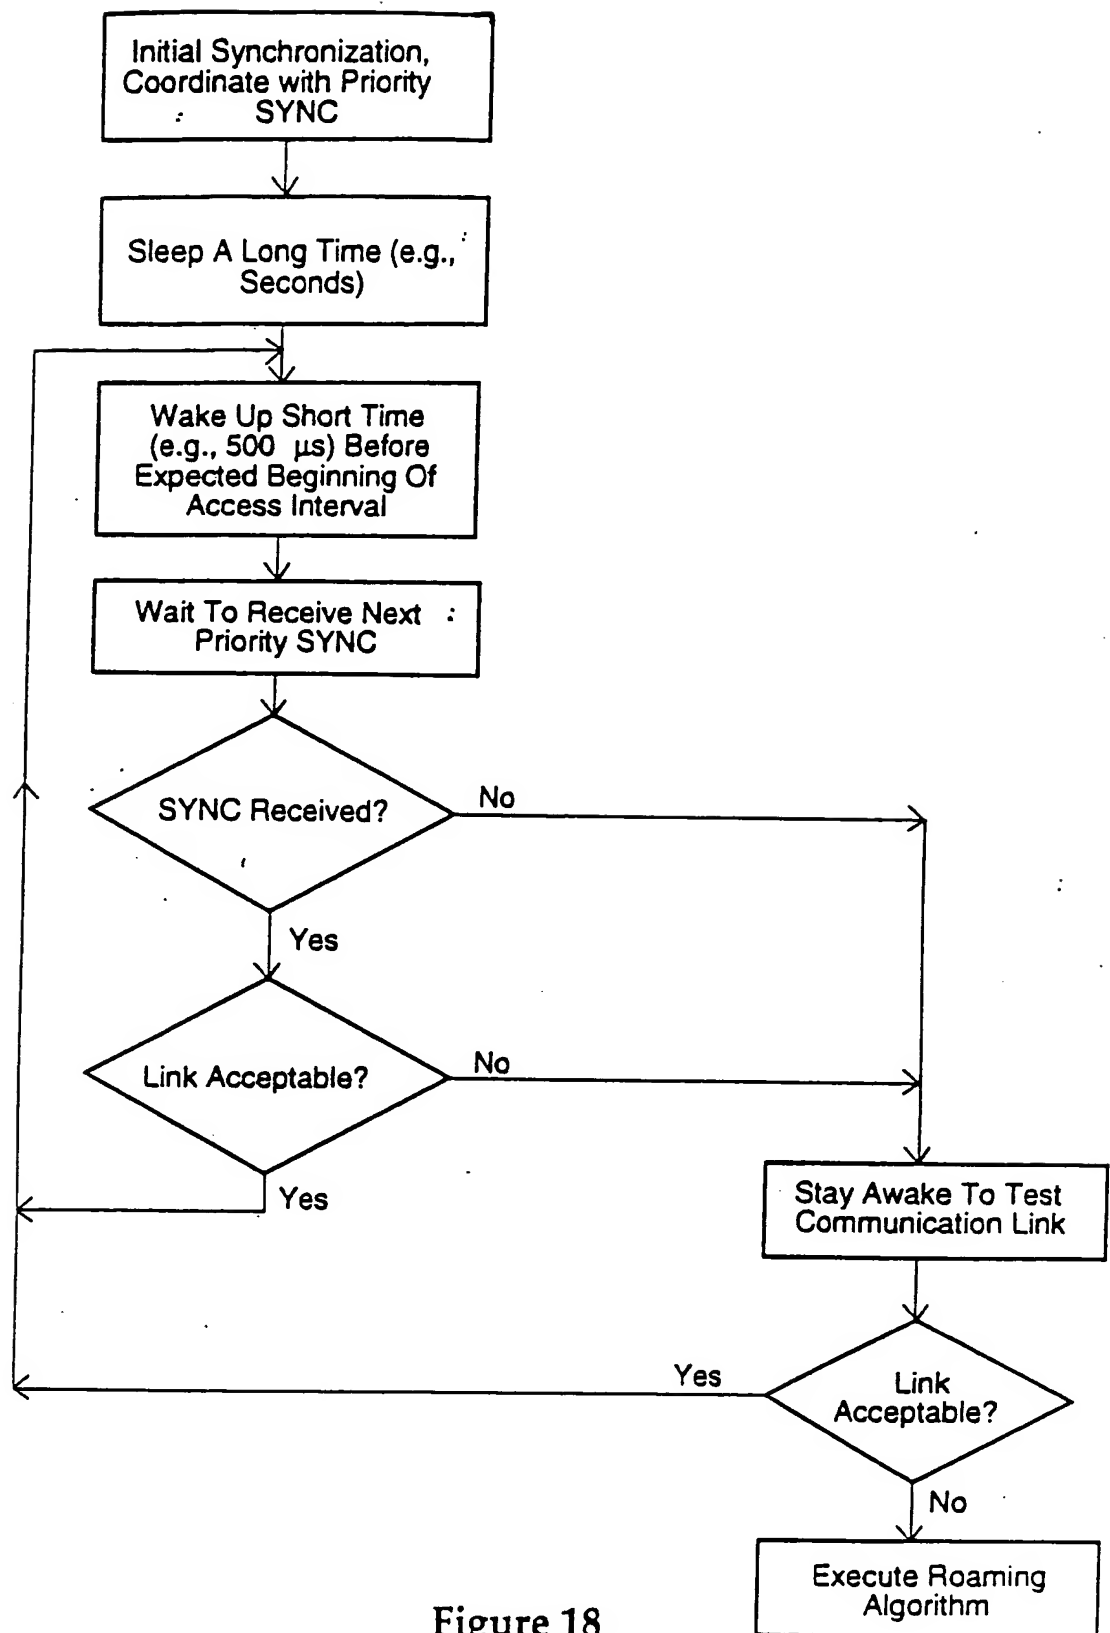 Initial Synchronization,
Coordinate with Priority
SYNC
Sleep A Long Time (e.g.,
Seconds)
Wake Up Short Time
(e.g., 500 µs) Before
Expected Beginning Of
Access Interval
Wait To Receive Next
Priority SYNC
SYNC Received?
No
Yes
Link Acceptable?
No
Yes
Stay Awake To Test
Communication Link
Link
Acceptable?
Yes
No
Execute Roaming
Algorithm
Figure 18